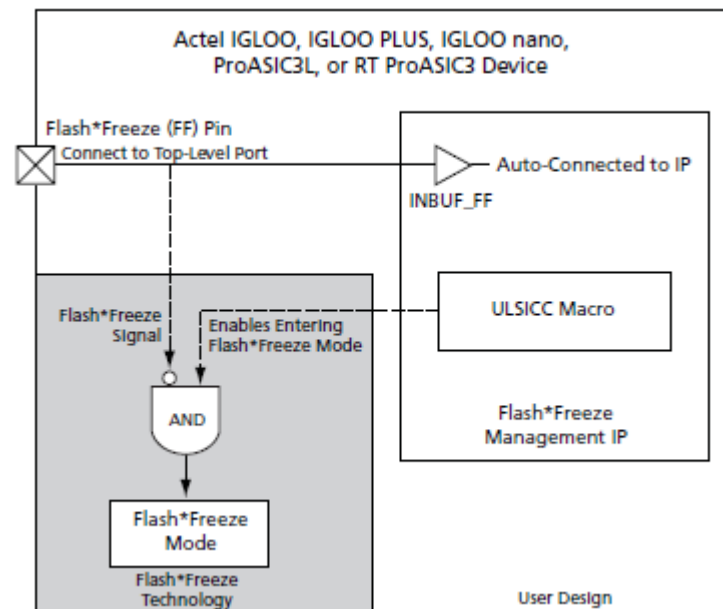 Actel IGLOO, IGLOO PLUS, IGLOO nano,
ProASIC3L, or RT ProASIC3 Device
Flash*Freeze (FF) Pin
Connect to Top-Level Port
Auto-Connected to IP
INBUF_FF
ULSICC Macro
Flash*Freeze
Signal
Enables Entering
Flash*Freeze Mode
AND
Flash*Freeze
Management IP
Flash*Freeze
Mode
Flash*Freeze
Technology
User Design